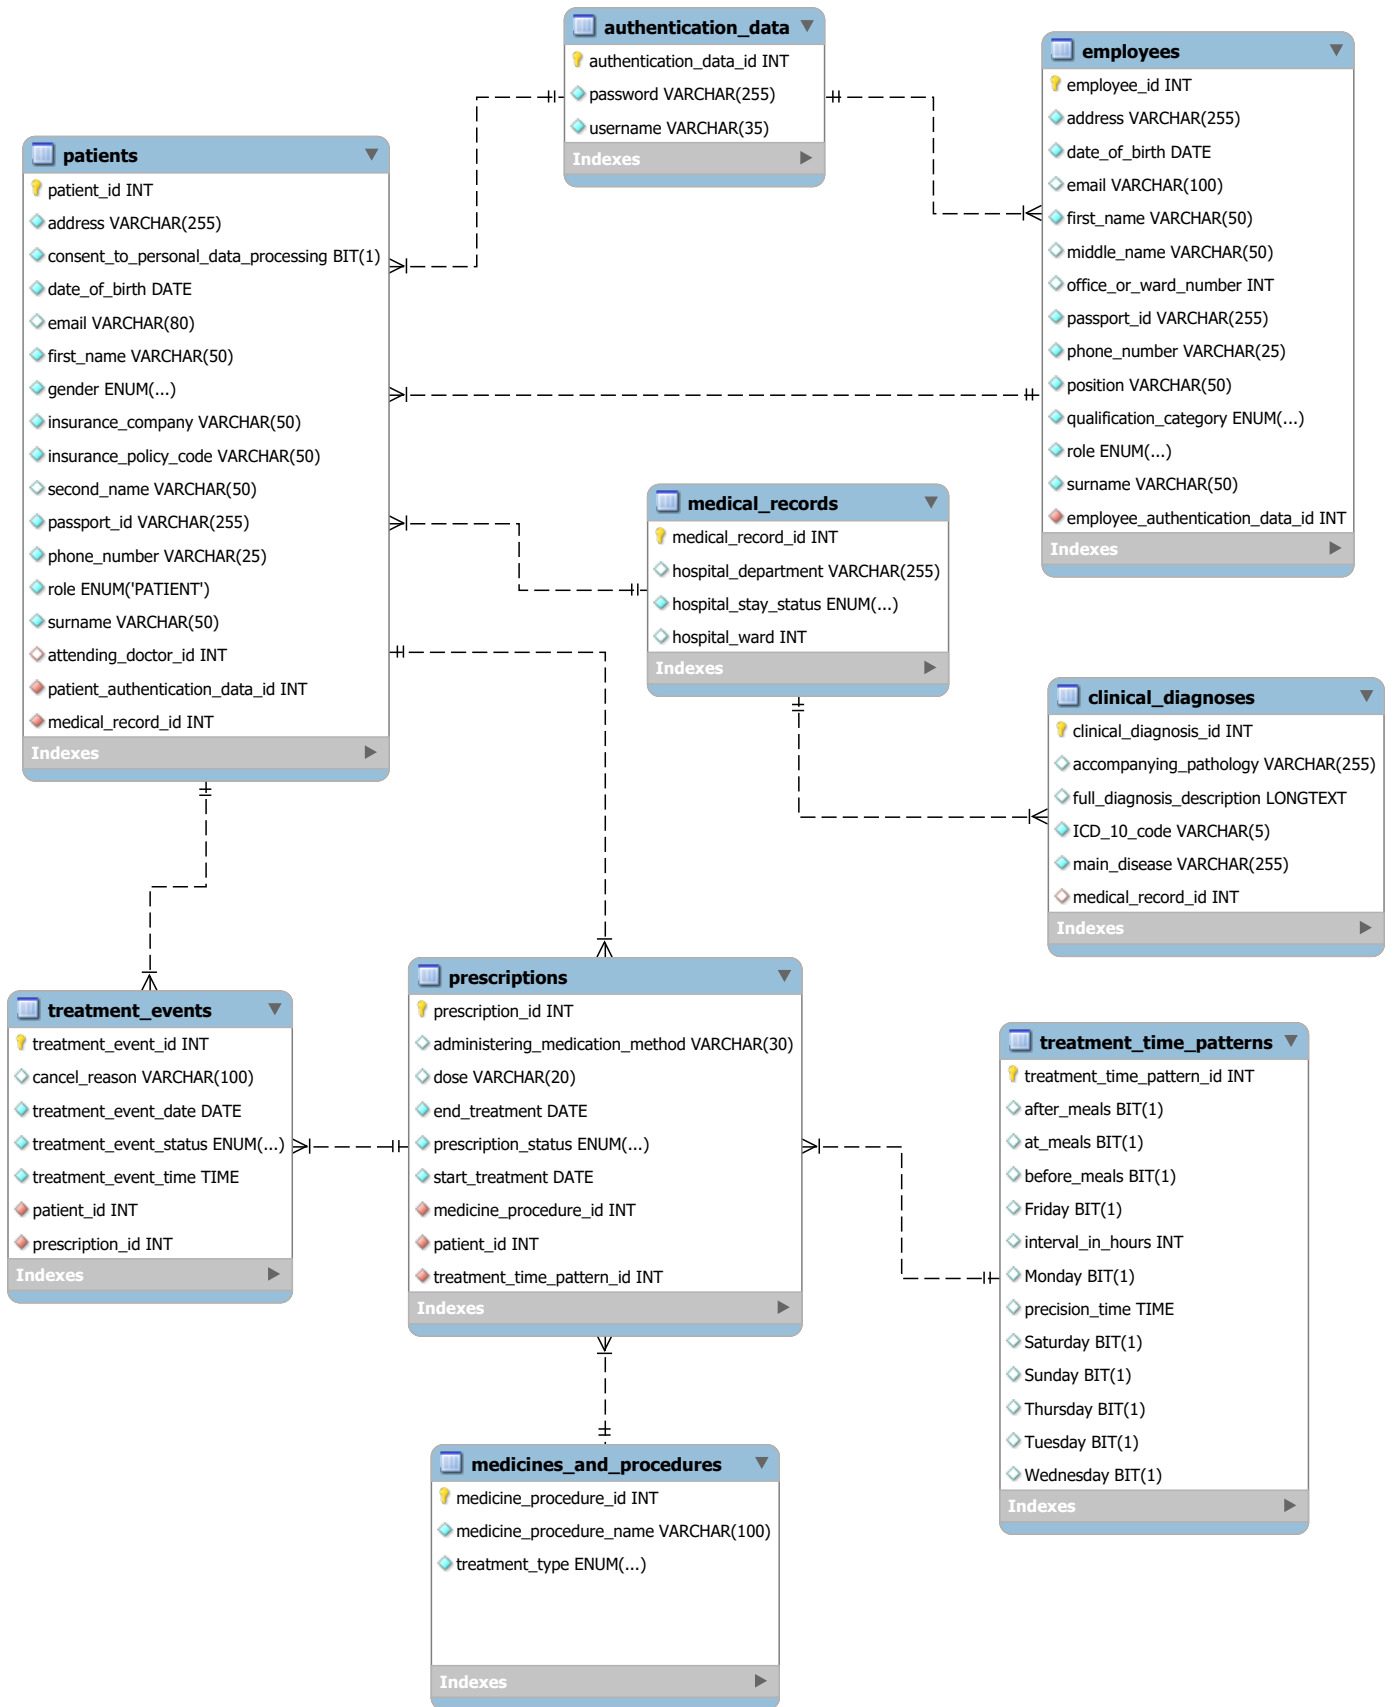 authentication_data
authentication_data_id INT
password VARCHAR(255)
username VARCHAR(35)
Indexes
employees
employee_id INT
address VARCHAR(255)
date_of_birth DATE
email VARCHAR(100)
first_name VARCHAR(50)
middle_name VARCHAR(50)
office_or_ward_number INT
passport_id VARCHAR(255)
phone_number VARCHAR(25)
position VARCHAR(50)
qualification_category ENUM(...)
role ENUM(...)
surname VARCHAR(50)
employee_authentication_data_id INT
Indexes
patients
patient_id INT
address VARCHAR(255)
consent_to_personal_data_processing BIT(1)
date_of_birth DATE
email VARCHAR(80)
first_name VARCHAR(50)
gender ENUM(...)
insurance_company VARCHAR(50)
insurance_policy_code VARCHAR(50)
second_name VARCHAR(50)
passport_id VARCHAR(255)
phone_number VARCHAR(25)
role ENUM('PATIENT')
surname VARCHAR(50)
attending_doctor_id INT
patient_authentication_data_id INT
medical_record_id INT
Indexes
medical_records
medical_record_id INT
hospital_department VARCHAR(255)
hospital_stay_status ENUM(...)
hospital_ward INT
Indexes
clinical_diagnoses
clinical_diagnosis_id INT
accompanying_pathology VARCHAR(255)
full_diagnosis_description LONGTEXT
ICD_10_code VARCHAR(5)
main_disease VARCHAR(255)
medical_record_id INT
Indexes
treatment_events
treatment_event_id INT
cancel_reason VARCHAR(100)
treatment_event_date DATE
treatment_event_status ENUM(...)
treatment_event_time TIME
patient_id INT
prescription_id INT
Indexes
prescriptions
prescription_id INT
administering_medication_method VARCHAR(30)
dose VARCHAR(20)
end_treatment DATE
prescription_status ENUM(...)
start_treatment DATE
medicine_procedure_id INT
patient_id INT
treatment_time_pattern_id INT
Indexes
treatment_time_patterns
treatment_time_pattern_id INT
after_meals BIT(1)
at_meals BIT(1)
before_meals BIT(1)
Friday BIT(1)
interval_in_hours INT
Monday BIT(1)
precision_time TIME
Saturday BIT(1)
Sunday BIT(1)
Thursday BIT(1)
Tuesday BIT(1)
Wednesday BIT(1)
Indexes
medicines_and_procedures
medicine_procedure_id INT
medicine_procedure_name VARCHAR(100)
treatment_type ENUM(...)
Indexes